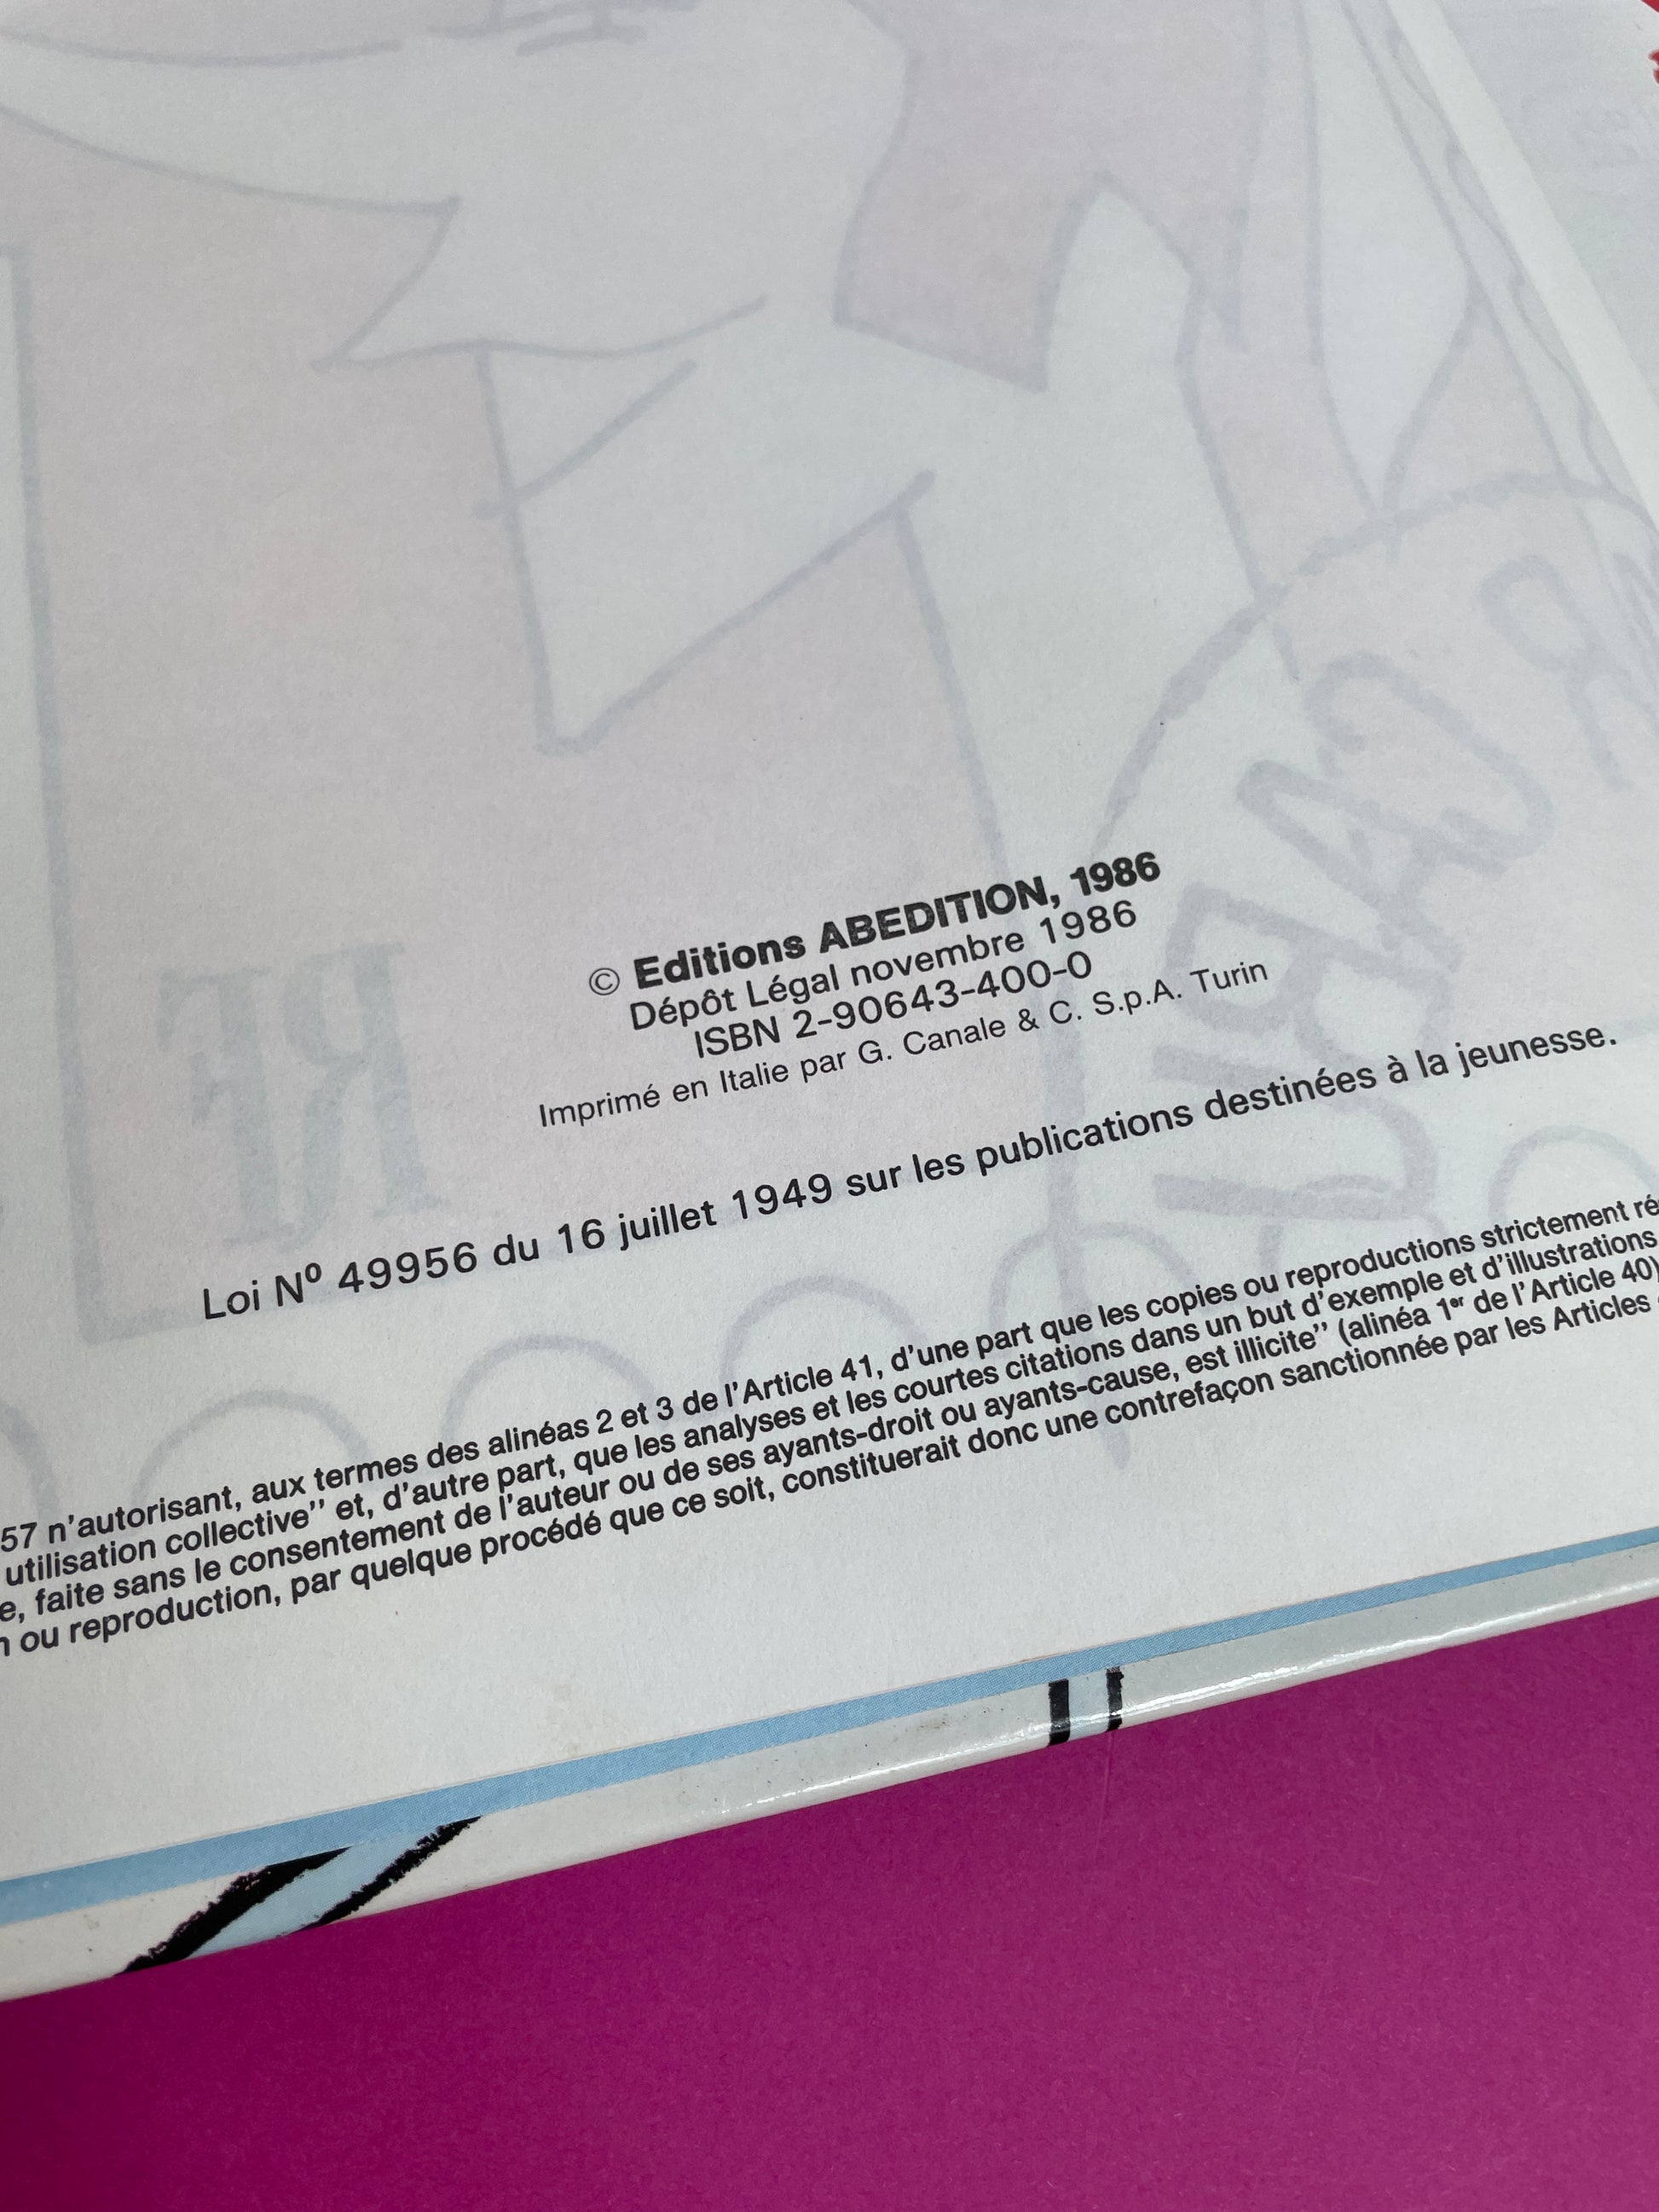 © Editions ABEDITION, 1986
Dépôt Légal novembre 1986
ISBN 2-90643-400-0
Imprimé en Italie par G. Canale & C. S.p.A. Turin
Loi Nº 49956 du 16 juillet 1949 sur les publications destinées à la jeunesse.
57 n'autorisant, aux termes des alinéas 2 et 3 de l'Article 41, d'une part que les copies ou reproductions strictement
utilisation collective'' et, d'autre part, que les analyses et les courtes citations dans un but d'exemple et d'illustrations
faite sans le consentement de l'auteur ou de ses ayants-droit ou ayants-cause, est illicite'' (alinéa 1er de l'Article 40)
ou reproduction, par quelque procédé que ce soit, constituerait donc une contrefaçon sanctionnée par les Articles
RF